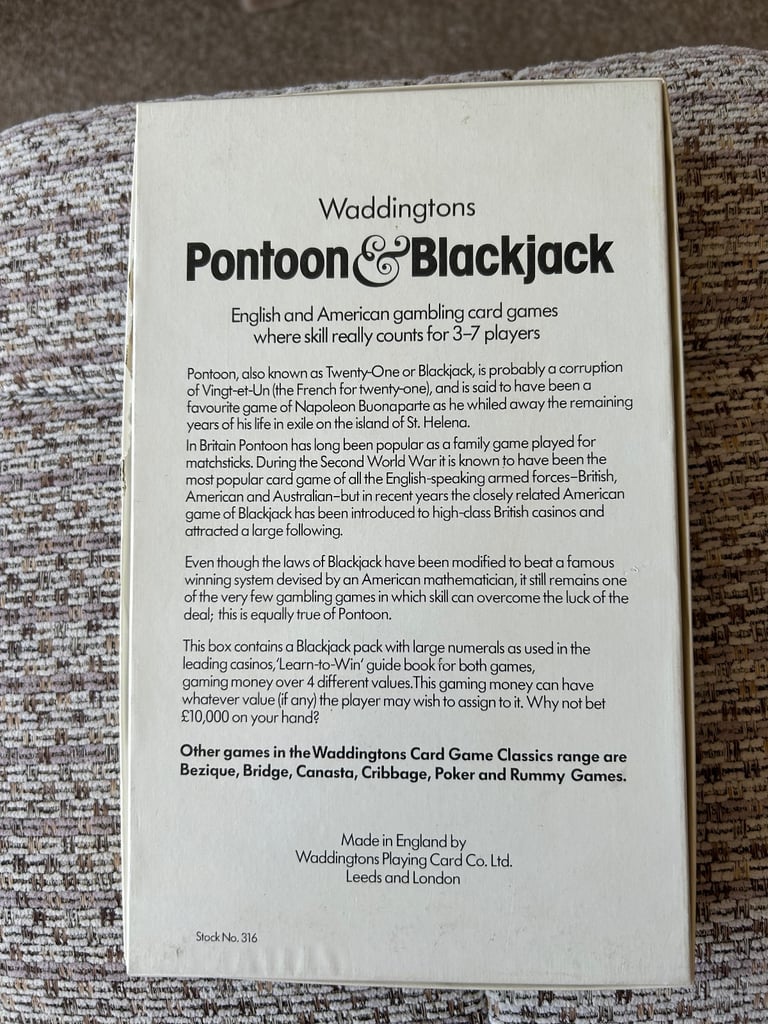 Waddingtons
Pontoon & Blackjack
English and American gambling card games
where skill really counts for 3–7 players
Pontoon, also known as Twenty-One or Blackjack, is probably a corruption
of Vingt-et-Un (the French for twenty-one), and is said to have been a
favourite game of Napoleon Buonaparte as he whiled away the remaining
years of his life in exile on the island of St. Helena.
In Britain Pontoon has long been popular as a family game played for
matchsticks. During the Second World War it is known to have been the
most popular card game of all the English-speaking armed forces–British,
American and Australian–but in recent years the closely related American
game of Blackjack has been introduced to high-class British casinos and
attracted a large following.
Even though the laws of Blackjack have been modified to beat a famous
winning system devised by an American mathematician, it still remains one
of the very few gambling games in which skill can overcome the luck of the
deal; this is equally true of Pontoon.
This box contains a Blackjack pack with large numerals as used in the
leading casinos,'Learn-to-Win' guide book for both games,
gaming money over 4 different values.This gaming money can have
whatever value (if any) the player may wish to assign to it. Why not bet
£10,000 on your hand?
Other games in the Waddingtons Card Game Classics range are
Bezique, Bridge, Canasta, Cribbage, Poker and Rummy Games.
Made in England by
Waddingtons Playing Card Co. Ltd.
Leeds and London
Stock No. 316